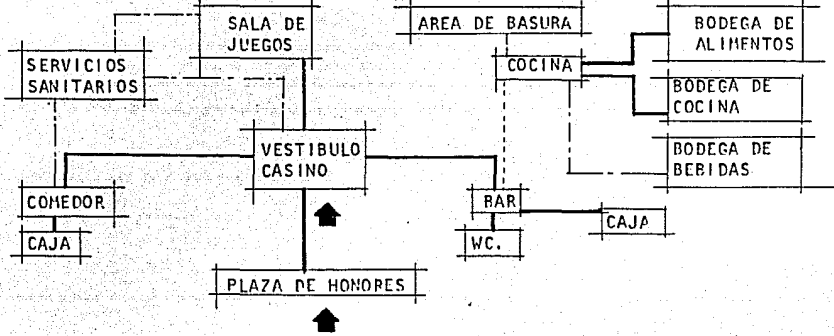 SALA DE
JUEGOS
AREA DE BASURA
BODEGA DE
ALIMENTOS
SERVICIOS
SANITARIOS
COCINA
BODEGA DE
COCINA
VESTIBULO
CASINO
BODEGA DE
BEBIDAS
COMEDOR
BAR
CAJA
CAJA
WC.
PLAZA DE HONORES